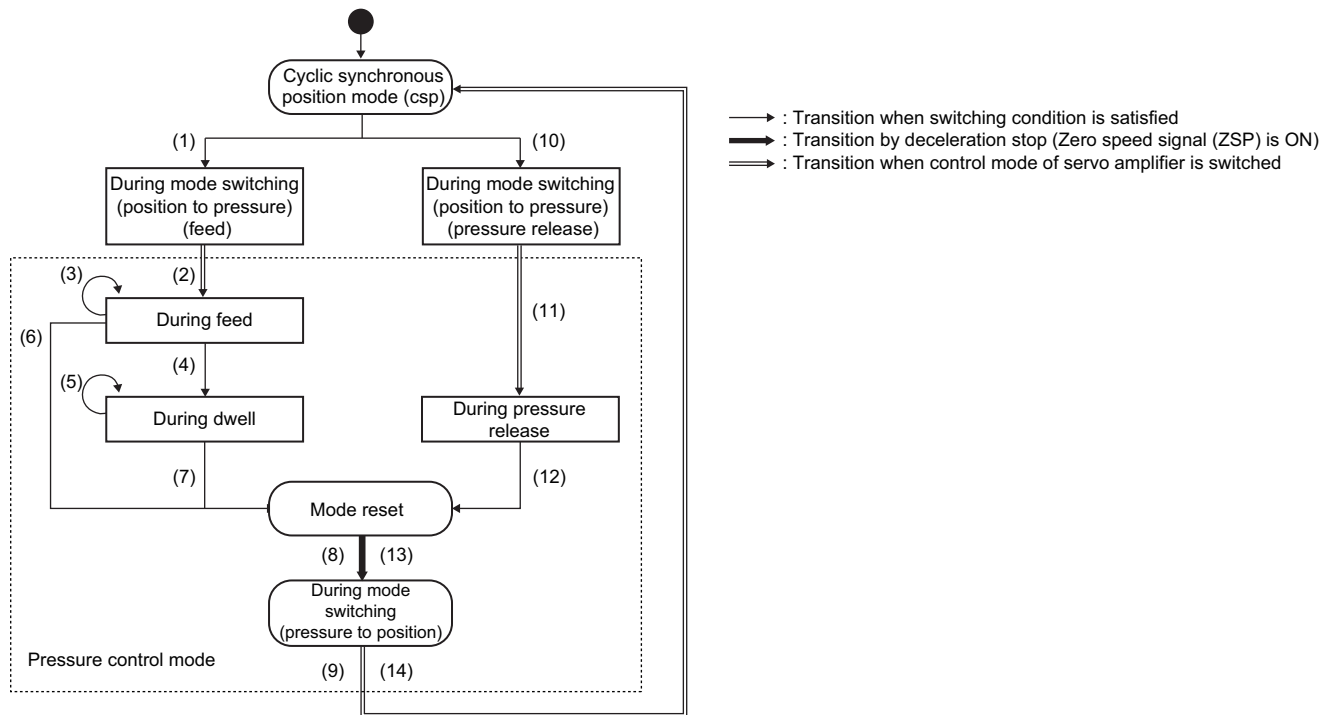 Cyclic synchronous
position mode (csp)
: Transition when switching condition is satisfied
: Transition by deceleration stop (Zero speed signal (ZSP) is ON)
: Transition when control mode of servo amplifier is switched
(1)
(10)
During mode switching
(position to pressure)
(feed)
During mode switching
(position to pressure)
(pressure release)
(3)
(2)
(11)
During feed
(6)
(4)
(5)
During dwell
During pressure
release
(7)
(12)
Mode reset
(8)
(13)
During mode
switching
(pressure to position)
Pressure control mode
(9)
(14)